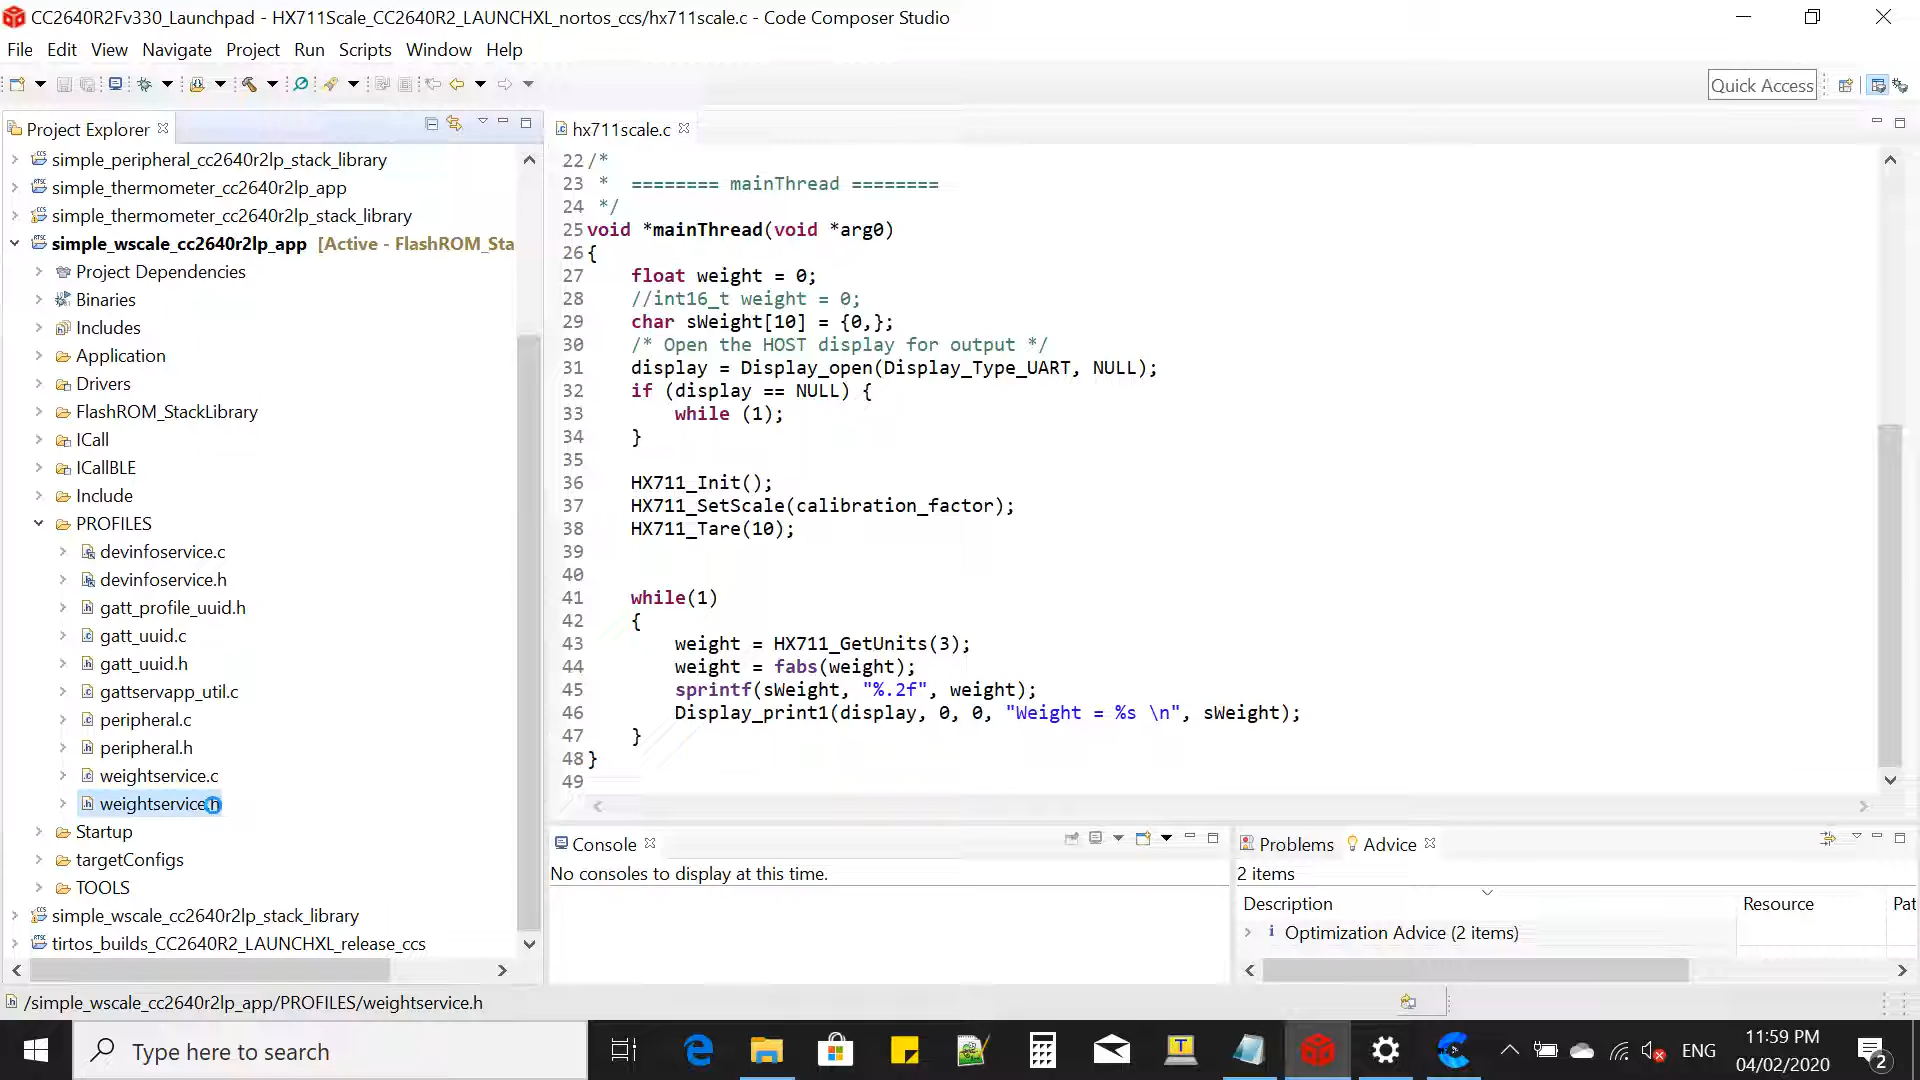 CC2640R2Fv330_Launchpad - HX711Scale_CC2640R2_LAUNCHXL_nortos_ccs/hx711scale.c - Code Composer Studio
File Edit View Navigate Project Run Scripts Window Help
Quick Access
Project Explorer
simple_peripheral_cc2640r2lp_stack_library
simple_thermometer_cc2640r2lp_app
simple_thermometer_cc2640r2lp_stack_library
simple_wscale_cc2640r2lp_app [Active - FlashROM_Sta
Project Dependencies
Binaries
Includes
Application
Drivers
FlashROM_StackLibrary
ICall
ICallBLE
Include
PROFILES
devinfoservice.c
devinfoservice.h
gatt_profile_uuid.h
gatt_uuid.c
gatt_uuid.h
gattservapp_util.c
peripheral.c
peripheral.h
weightservice.c
weightservice.h
Startup
targetConfigs
TOOLS
simple_wscale_cc2640r2lp_stack_library
tirtos_builds_CC2640R2_LAUNCHXL_release_ccs
hx711scale.c
22 /*
23 * ======== mainThread ========
24 */
25 void *mainThread(void *arg0)
26 {
27 float weight = 0;
28 //int16_t weight = 0;
29 char sWeight[10] = {0,};
30 /* Open the HOST display for output */
31 display = Display_open(Display_Type_UART, NULL);
32 if (display == NULL) {
33 while (1);
34 }
35
36 HX711_Init();
37 HX711_SetScale(calibration_factor);
38 HX711_Tare(10);
39
40
41 while(1)
42 {
43 weight = HX711_GetUnits(3);
44 weight = fabs(weight);
45 sprintf(sWeight, "%.2f", weight);
46 Display_print1(display, 0, 0, "Weight = %s \n", sWeight);
47 }
48 }
49
Console
No consoles to display at this time.
Problems Advice
2 items
Description Resource Pat
Optimization Advice (2 items)
/simple_wscale_cc2640r2lp_app/PROFILES/weightservice.h
Type here to search
ENG
11:59 PM
04/02/2020
2